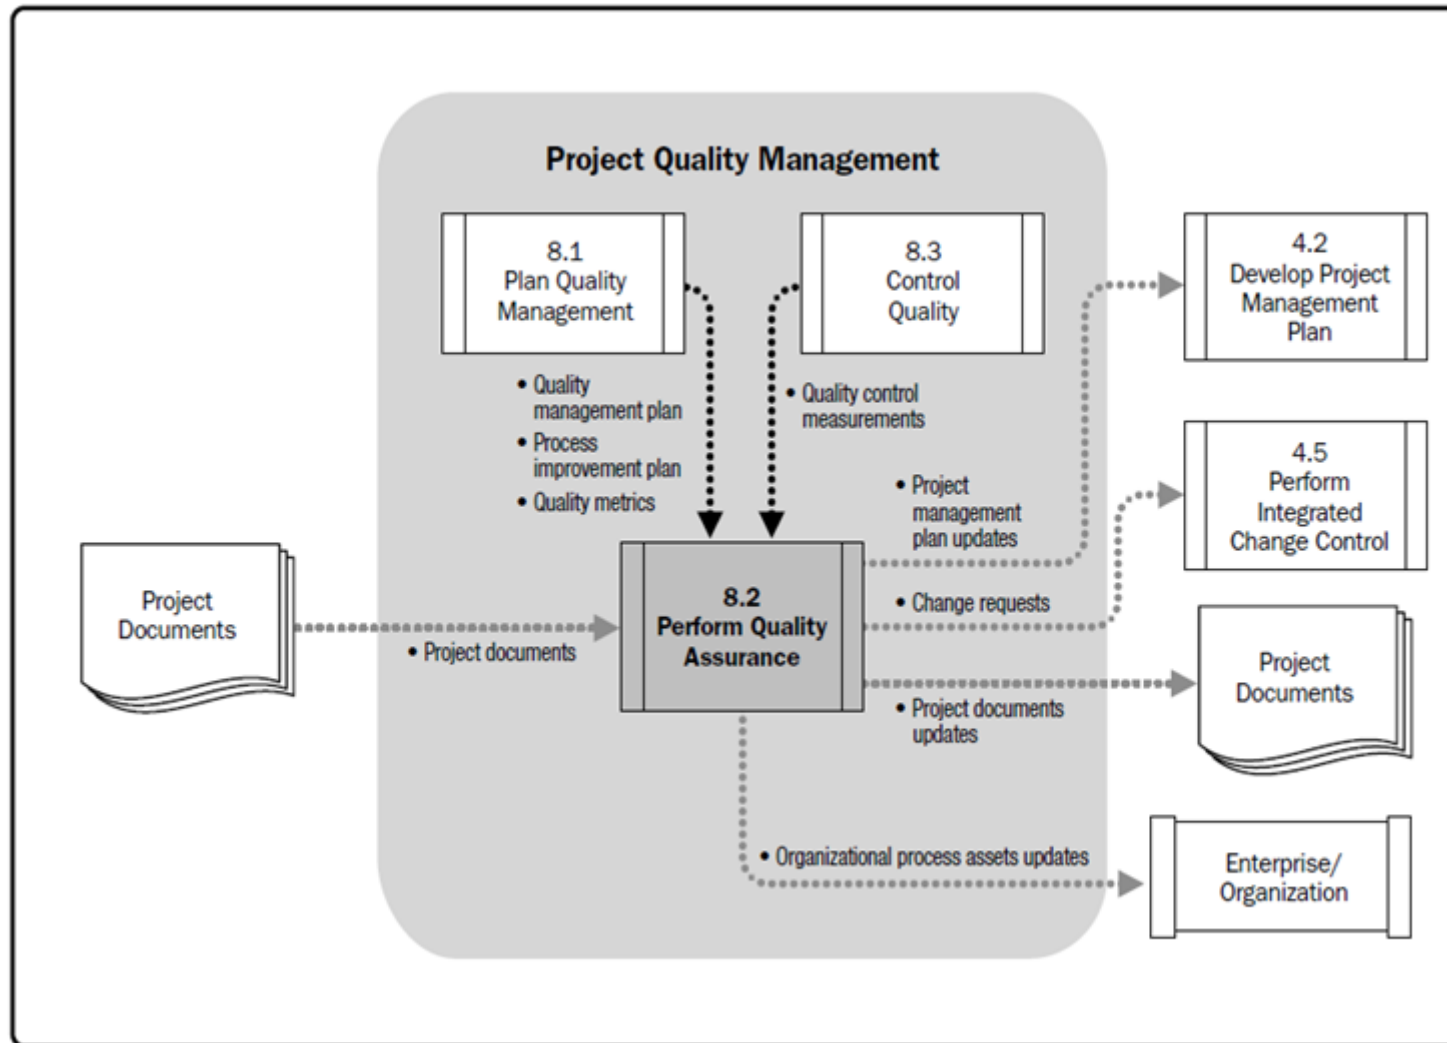 Project Quality Management
8.1
Plan Quality
Management
8.3
Control
Quality
4.2
Develop Project
Management
Plan
• Quality
management plan
• Process
improvement plan
• Quality metrics
• Quality control
measurements
4.5
Perform
Integrated
Change Control
• Project
management
plan updates
Project
Documents
• Project documents
8.2
Perform Quality
Assurance
• Change requests
Project
Documents
• Project documents
updates
• Organizational process assets updates
Enterprise/
Organization